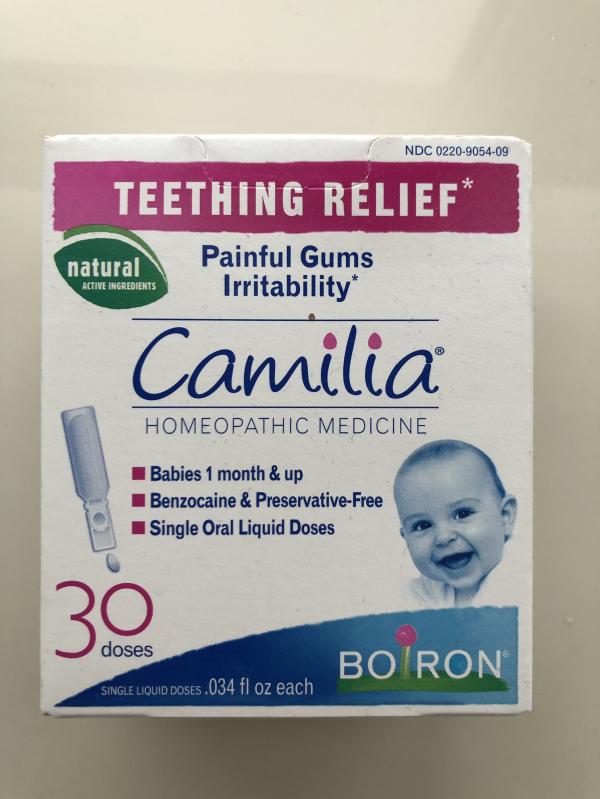 NDC 0220-9054-09
TEETHING RELIEF*
natural
ACTIVE INGREDIENTS
Painful Gums
Irritability*
Camilia®
HOMEOPATHIC MEDICINE
Babies 1 month & up
Benzocaine & Preservative-Free
Single Oral Liquid Doses
30
doses
SINGLE LIQUID DOSES .034 fl oz each
BOIRON®